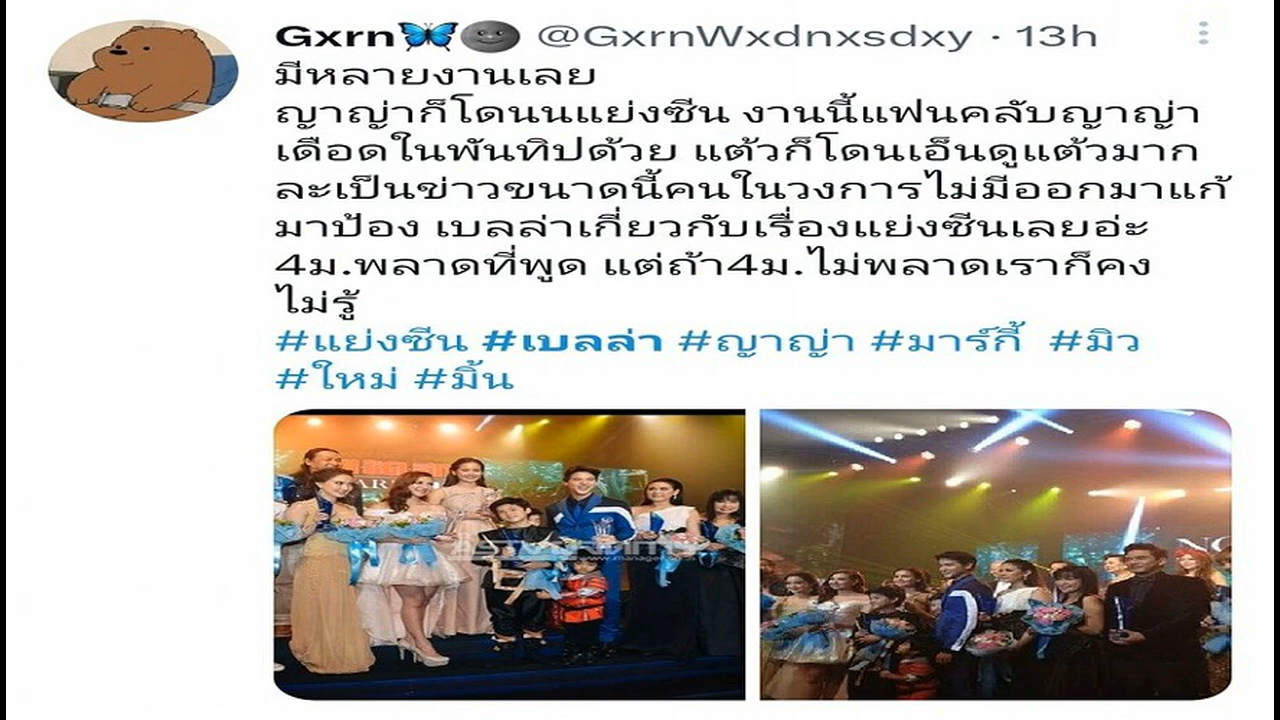 Gxrn🦋🌚 @GxrnWxdnxsdxy · 13h
มีหลายงานเลย
ญาญ่าก็โดนนแย่งซีน งานนี้แฟนคลับญาญ่า
เดือดในพันทิปด้วย แต้วก็โดนเอ็นดูแต้วมาก
ละเป็นข่าวขนาดนี้คนในวงการไม่มีออกมาแก้
มาป้อง เบลล่าเกี่ยวกับเรื่องแย่งซีนเลยอ่ะ
4ม.พลาดที่พูด แต่ถ้า4ม.ไม่พลาดเราก็คง
ไม่รู้
#แย่งซีน #เบลล่า #ญาญ่า #มาร์กี้ #มิว
#ใหม่ #มิ้น